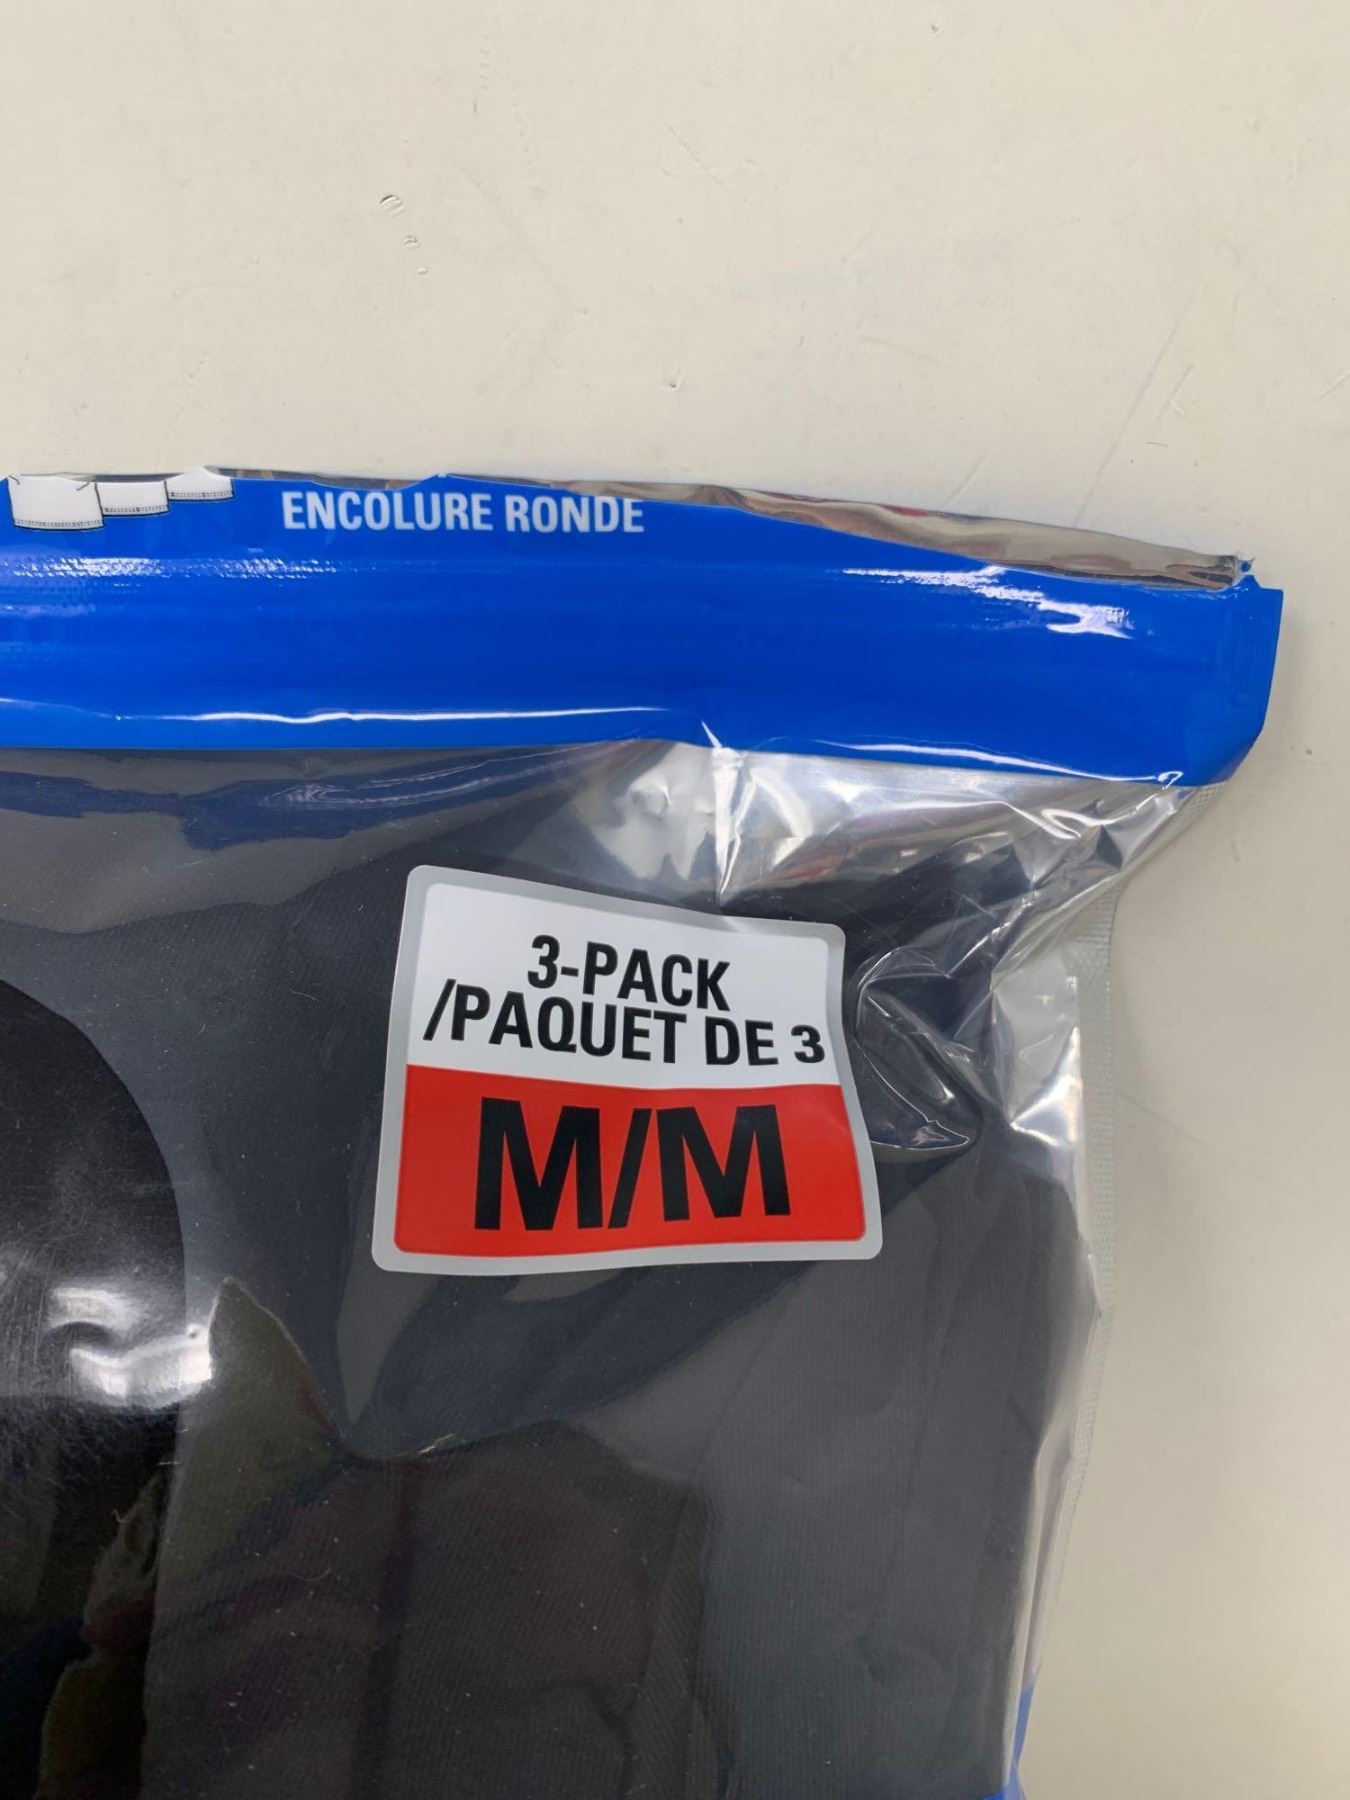 ENCOLURE RONDE
3-PACK
/PAQUET DE 3
M/M